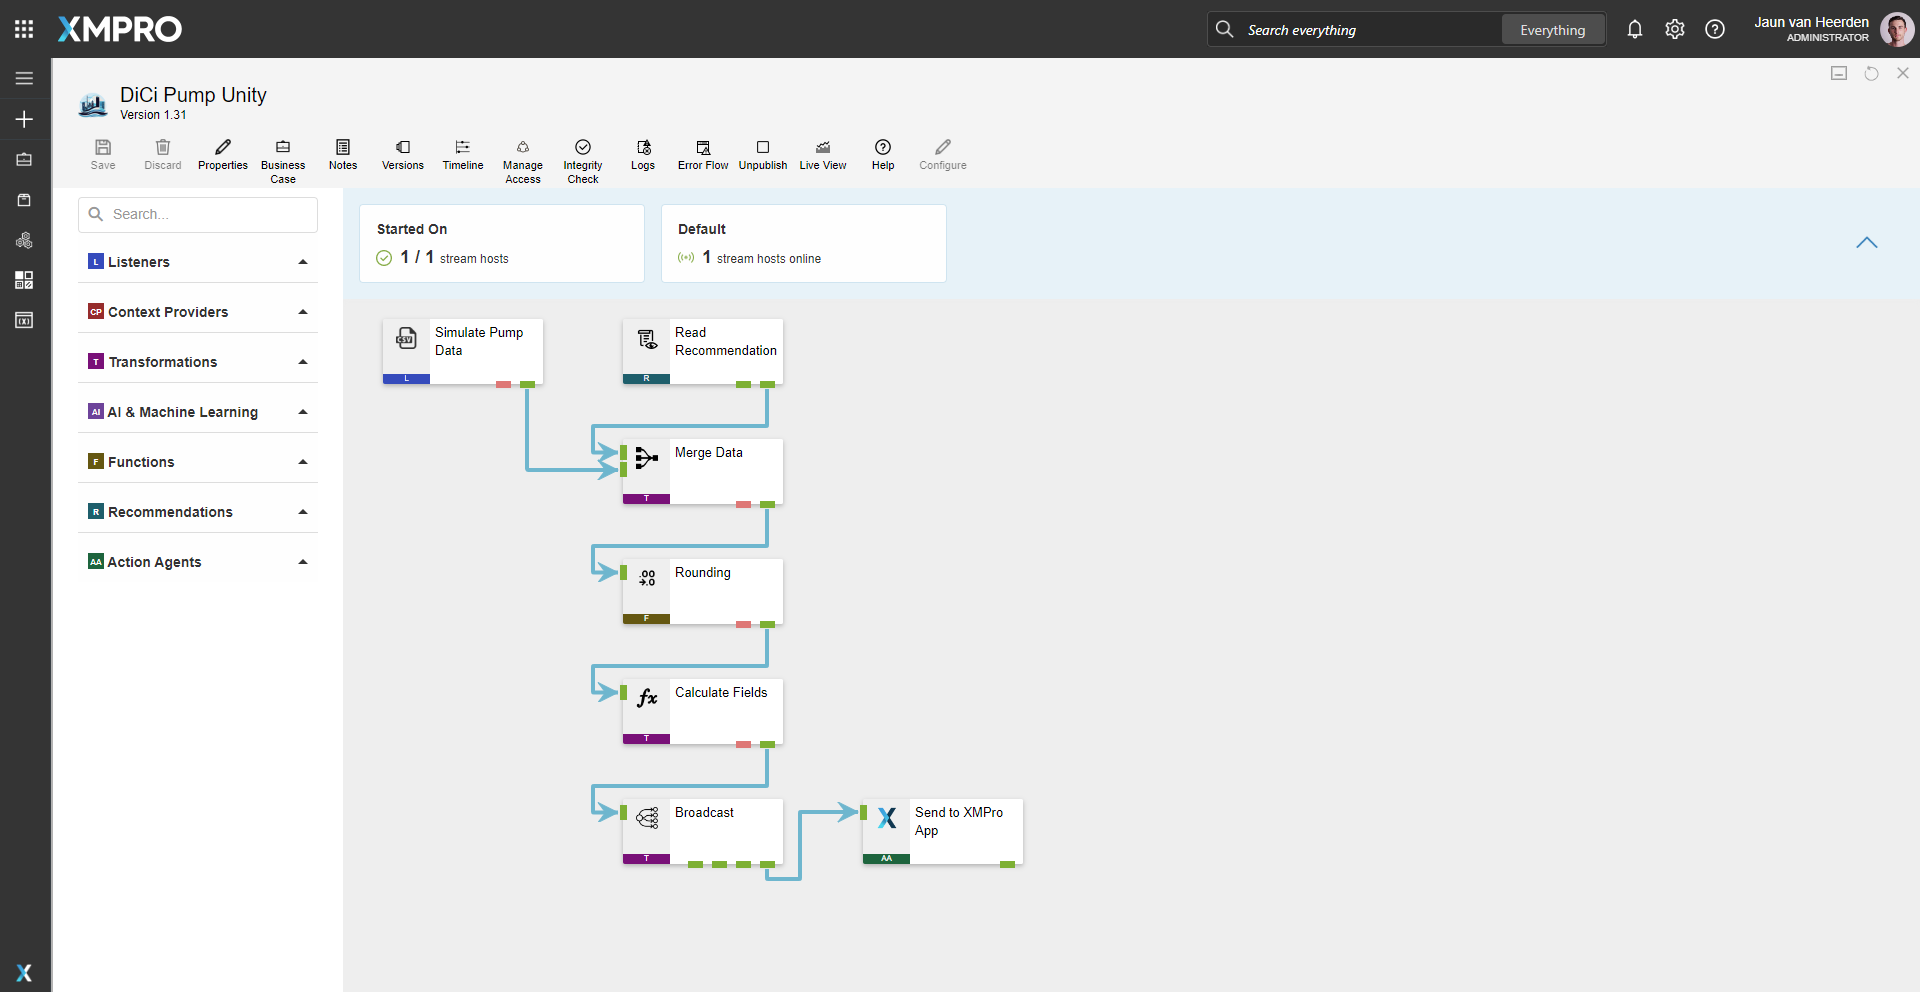 XMPRO
Search everything
Everything
Jaun van Heerden
ADMINISTRATOR
DiCi Pump Unity
Version 1.31
Save
Discard
Properties
Business
Case
Notes
Versions
Timeline
Manage
Access
Integrity
Check
Logs
Error Flow
Unpublish
Live View
Help
Configure
Search...
L Listeners
CP Context Providers
T Transformations
AI AI & Machine Learning
F Functions
R Recommendations
AA Action Agents
Started On
1 / 1 stream hosts
Default
1 stream hosts online
CSV
Simulate Pump
Data
L
Read
Recommendation
R
Merge Data
T
.00
.0
Rounding
F
fx
Calculate Fields
T
Broadcast
T
Send to XMPro
App
AA